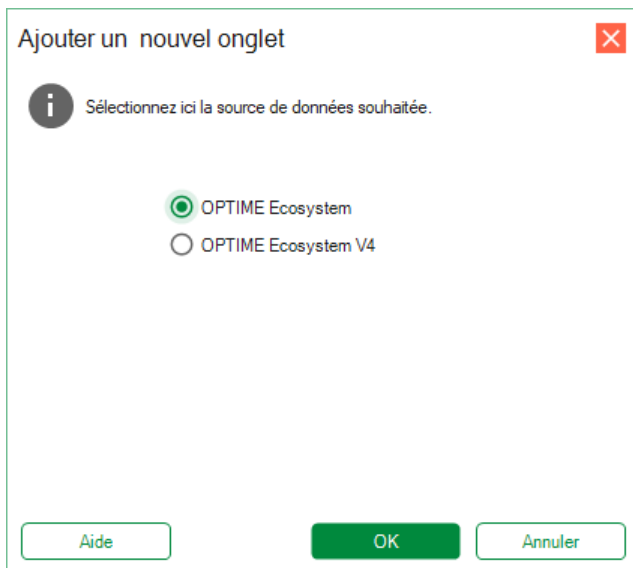 Ajouter un nouvel onglet
Sélectionnez ici la source de données souhaitée.
OPTIME Ecosystem
OPTIME Ecosystem V4
Aide
OK
Annuler